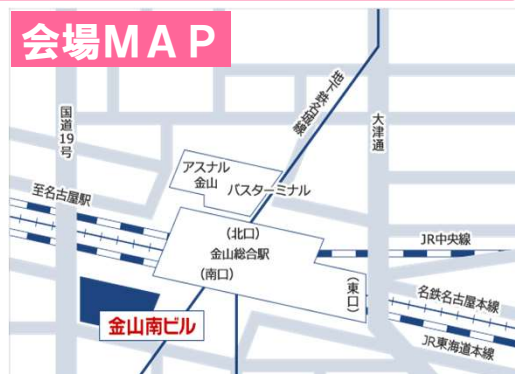 会場MAP
国道19号
地下鉄名城線
大津通
アスナル
金山
バスターミナル
至名古屋駅
(北口)
金山総合駅
(南口)
JR中央線
(東口)
名鉄名古屋本線
金山南ビル
JR東海道本線